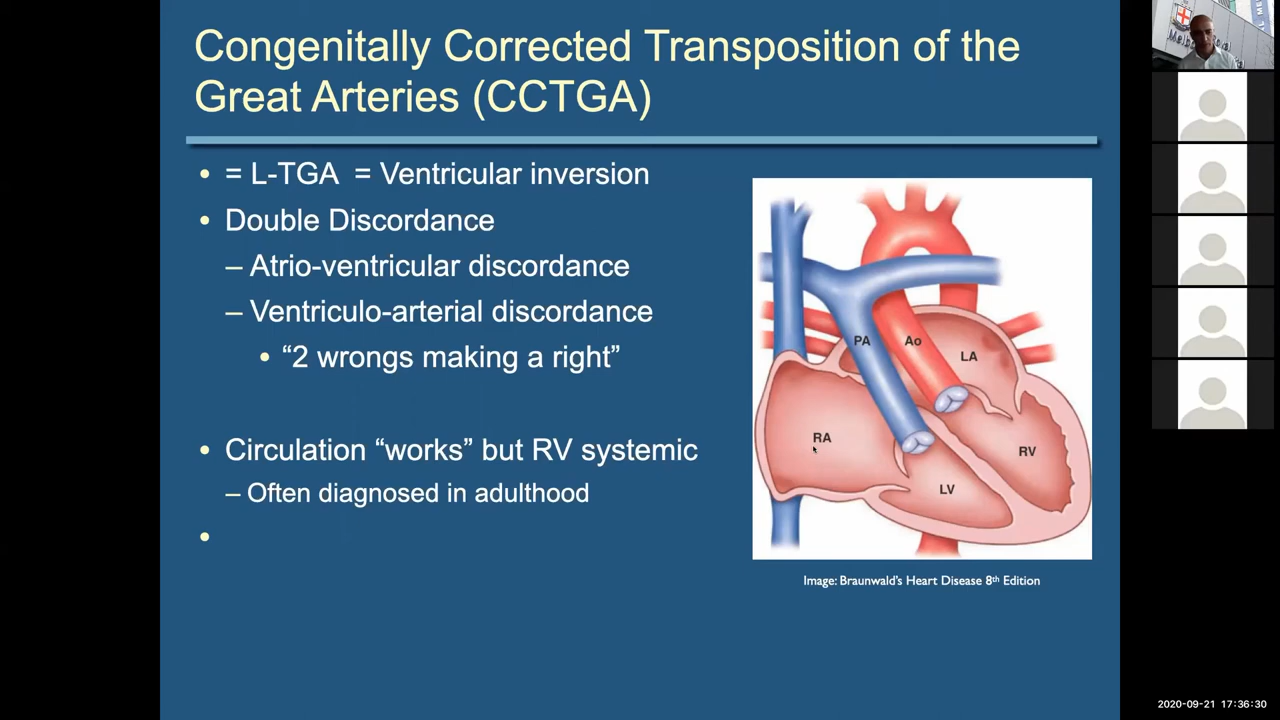 Congenitally Corrected Transposition of the
Great Arteries (CCTGA)
• = L-TGA = Ventricular inversion
• Double Discordance
– Atrio-ventricular discordance
– Ventriculo-arterial discordance
• “2 wrongs making a right”
• Circulation “works” but RV systemic
– Often diagnosed in adulthood
•
PA
Ao
LA
RA
RV
LV
Image: Braunwald's Heart Disease 8th Edition
2020-09-21 17:36:30